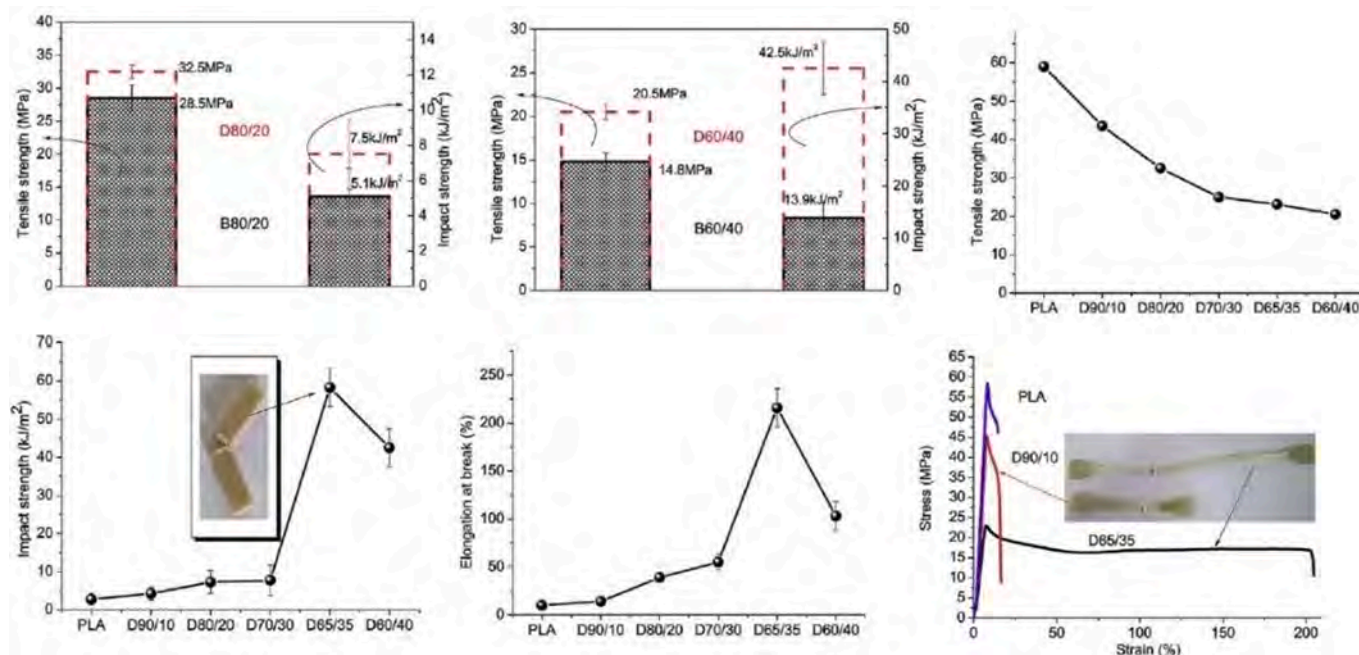 Tensile strength (MPa)
40
35
30
25
20
15
10
5
0
32.5MPa
28.5MPa
D80/20
B80/20
7.5kJ/m²
5.1kJ/m²
14
12
10
8
6
4
2
0
Impact strength (kJ/m²)
Tensile strength (MPa)
30
25
20
15
10
5
0
20.5MPa
14.8MPa
D60/40
B60/40
42.5kJ/m²
13.9kJ/m²
50
40
30
20
10
0
Impact strength (kJ/m²)
Tensile strength (MPa)
60
50
40
30
20
10
0
PLA D90/10 D80/20 D70/30 D65/35 D60/40
Impact strength (kJ/m²)
70
60
50
40
30
20
10
0
PLA D90/10 D80/20 D70/30 D65/35 D60/40
Elongation at break (%)
250
200
150
100
50
0
PLA D90/10 D80/20 D70/30 D65/35 D60/40
Stress (MPa)
65
60
55
50
45
40
35
30
25
20
15
10
5
0
PLA
D90/10
D65/35
0 50 100 150 200
Strain (%)